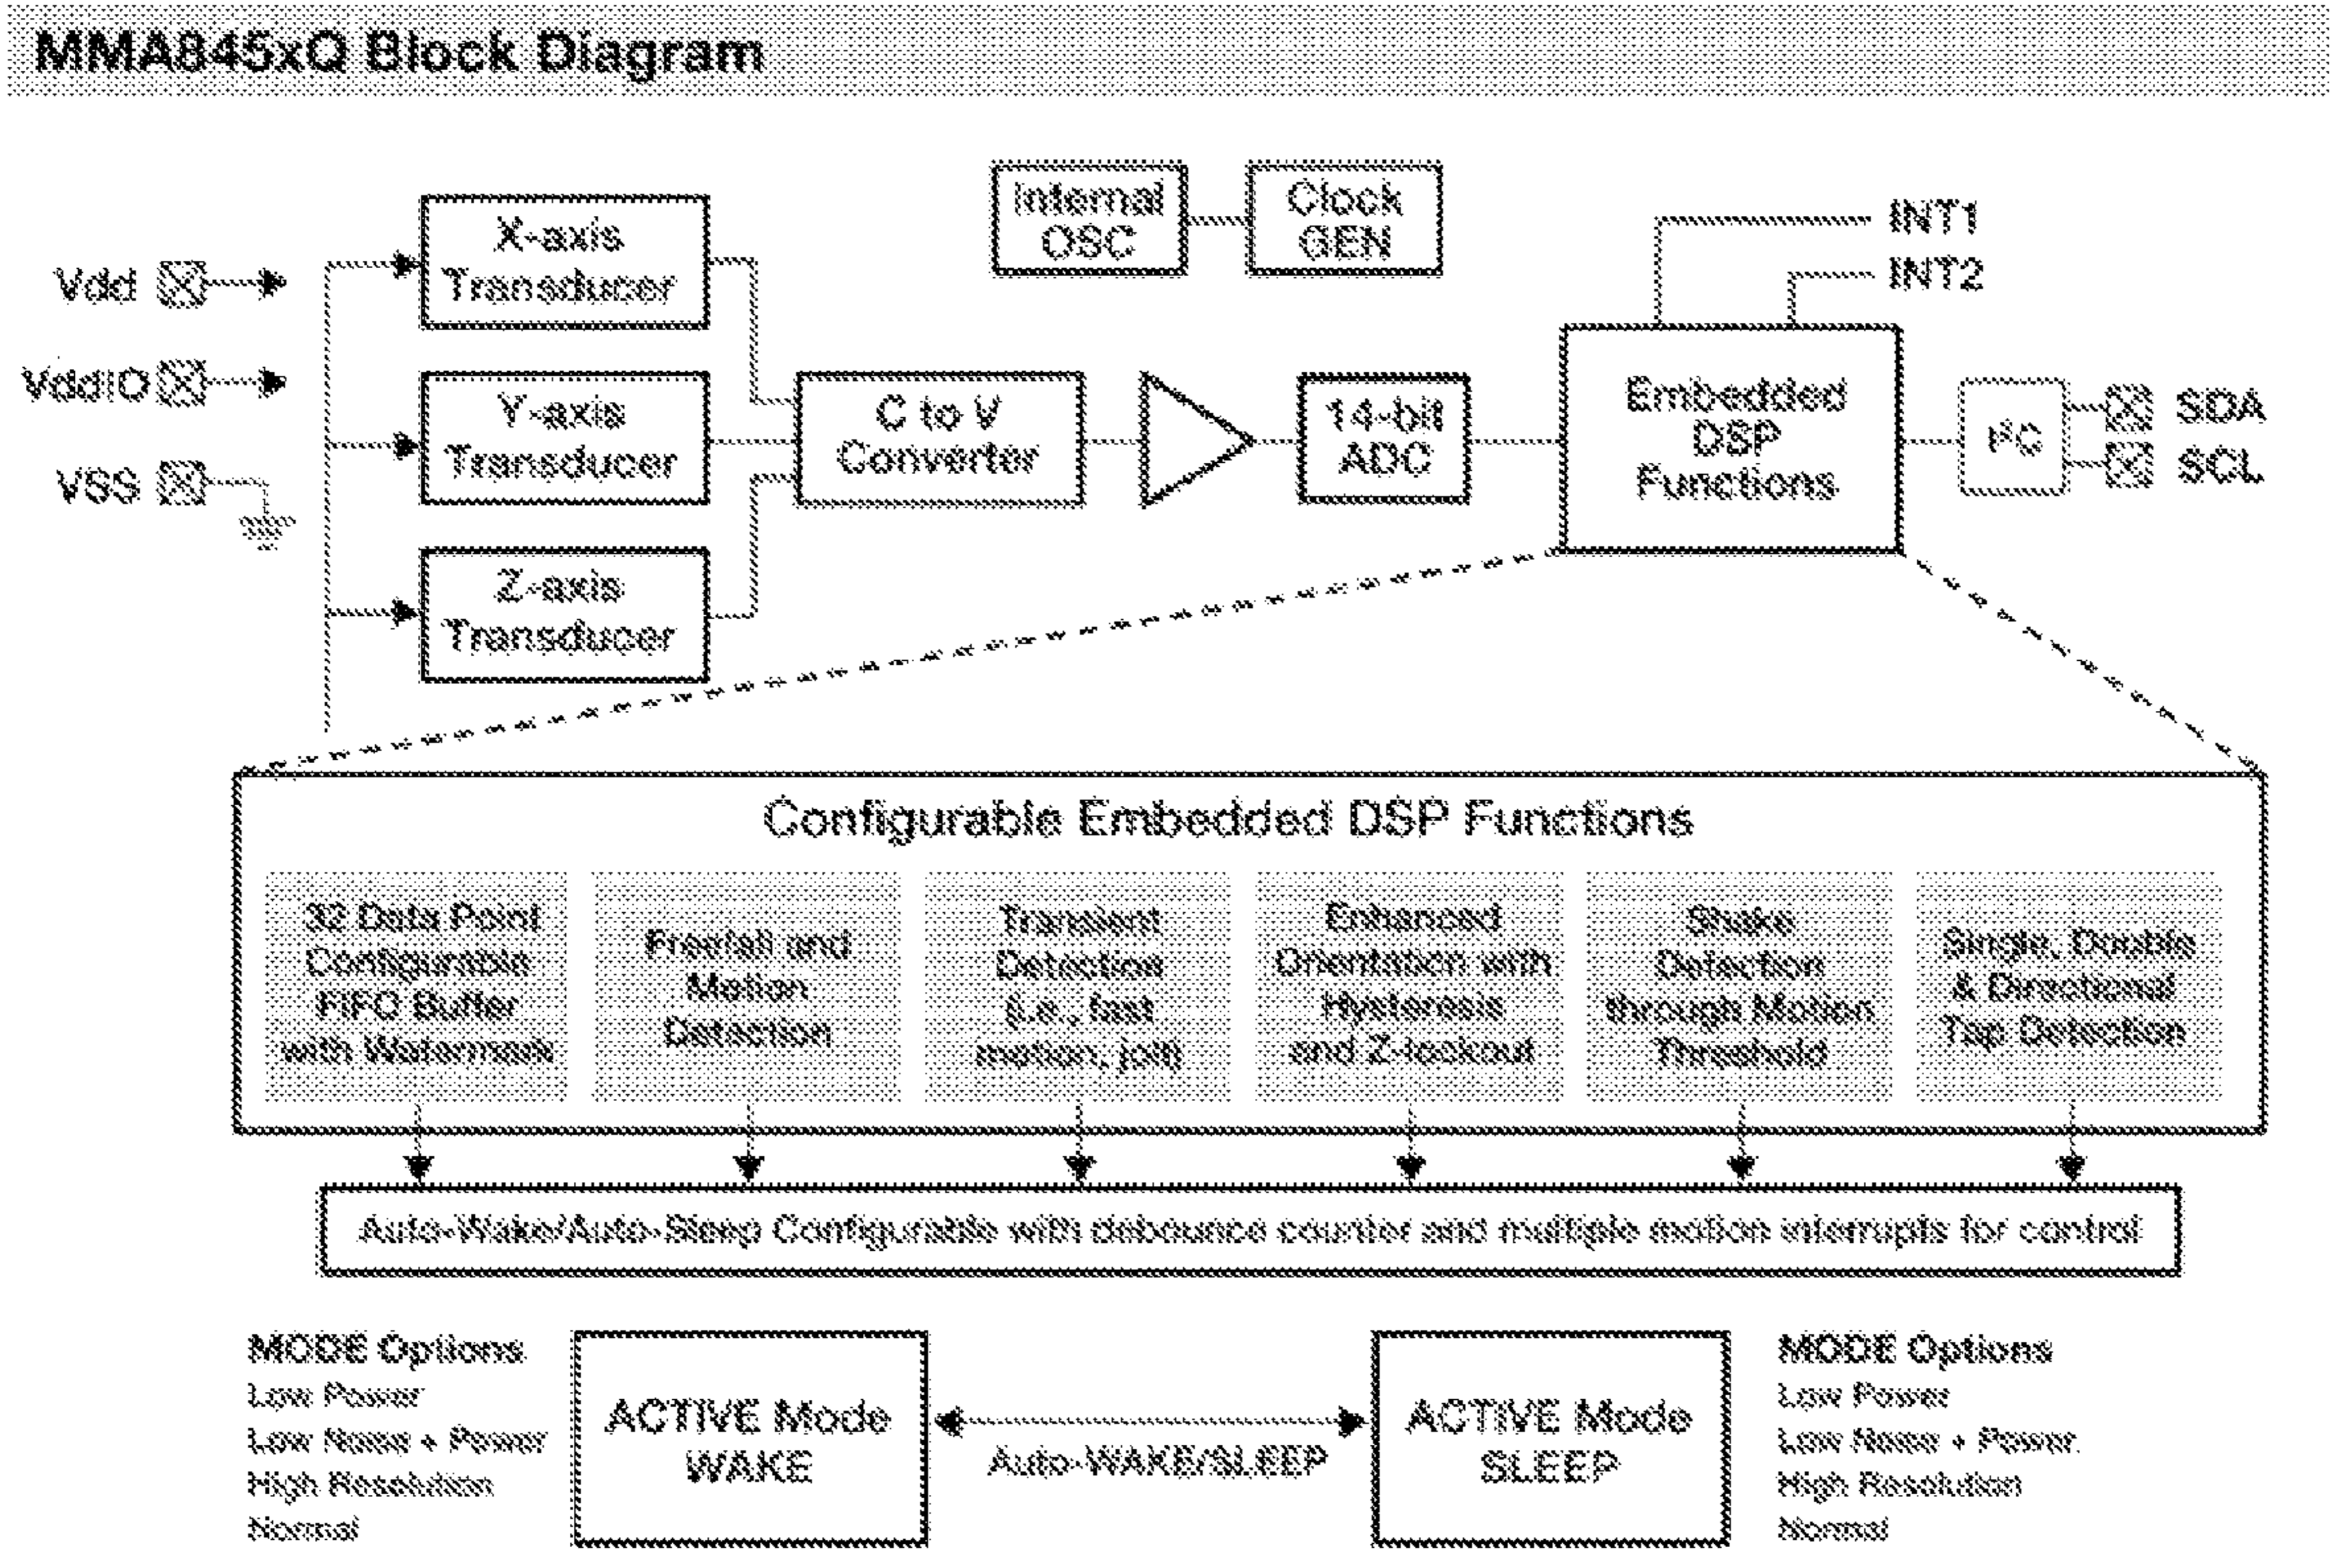 MMA845xQ Block Diagram
Internal
OSC
Clock
GEN
X-axis
Transducer
INT1
INT2
Vdd
VddIO
VSS
Y-axis
Transducer
C to V
Converter
14-bit
ADC
Embedded
DSP
Functions
I²C
SDA
SCL
Z-axis
Transducer
Configurable Embedded DSP Functions
32 Data Point
Configurable
FIFO Buffer
with Watermark
Freefall and
Motion
Detection
Transient
Detection
(i.e., fast
motion, jolt)
Enhanced
Orientation with
Hysteresis
and Z-lockout
Shake
Detection
through Motion
Threshold
Single, Double
& Directional
Tap Detection
Auto-Wake/Auto-Sleep Configurable with debounce counter and multiple motion interrupts for control
MODE Options
Low Power
Low Noise + Power
High Resolution
Normal
ACTIVE Mode
WAKE
Auto-WAKE/SLEEP
ACTIVE Mode
SLEEP
MODE Options
Low Power
Low Noise + Power
High Resolution
Normal